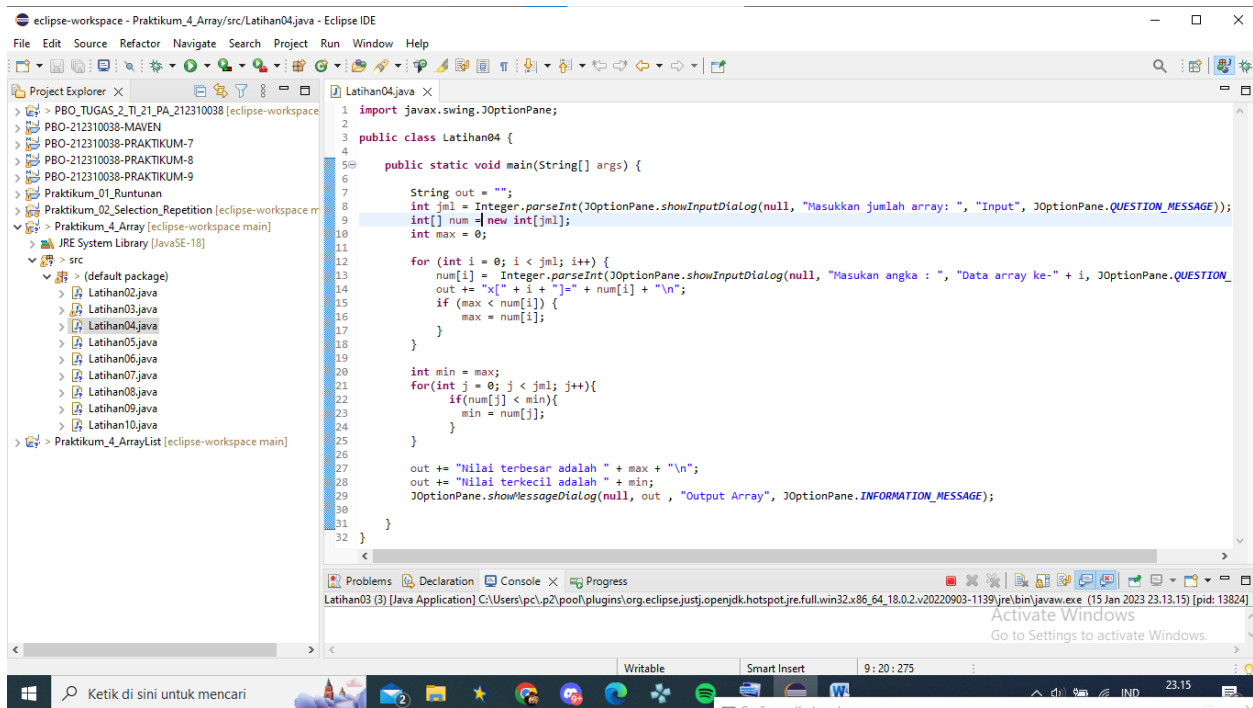 eclipse-workspace - Praktikum_4_Array/src/Latihan04.java - Eclipse IDE
File Edit Source Refactor Navigate Search Project Run Window Help
Project Explorer
> PBO_TUGAS_2_TI_21_PA_212310038 [eclipse-workspace
PBO-212310038-MAVEN
PBO-212310038-PRAKTIKUM-7
PBO-212310038-PRAKTIKUM-8
PBO-212310038-PRAKTIKUM-9
Praktikum_01_Runtunan
Praktikum_02_Selection_Repetition [eclipse-workspace m
> Praktikum_4_Array [eclipse-workspace main]
JRE System Library [JavaSE-18]
> src
> (default package)
Latihan02.java
Latihan03.java
Latihan04.java
Latihan05.java
Latihan06.java
Latihan07.java
Latihan08.java
Latihan09.java
Latihan10.java
> Praktikum_4_ArrayList [eclipse-workspace main]
Latihan04.java
1 import javax.swing.JOptionPane;
2
3 public class Latihan04 {
4
5 public static void main(String[] args) {
6
7 String out = "";
8 int jml = Integer.parseInt(JOptionPane.showInputDialog(null, "Masukkan jumlah array: ", "Input", JOptionPane.QUESTION_MESSAGE));
9 int[] num = new int[jml];
10 int max = 0;
11
12 for (int i = 0; i < jml; i++) {
13 num[i] = Integer.parseInt(JOptionPane.showInputDialog(null, "Masukan angka : ", "Data array ke-" + i, JOptionPane.QUESTION_
14 out += "x[" + i + "]=" + num[i] + "\n";
15 if (max < num[i]) {
16 max = num[i];
17 }
18 }
19
20 int min = max;
21 for(int j = 0; j < jml; j++){
22 if(num[j] < min){
23 min = num[j];
24 }
25 }
26
27 out += "Nilai terbesar adalah " + max + "\n";
28 out += "Nilai terkecil adalah " + min;
29 JOptionPane.showMessageDialog(null, out , "Output Array", JOptionPane.INFORMATION_MESSAGE);
30
31 }
32 }
Problems Declaration Console Progress
Latihan03 (3) [Java Application] C:\Users\pc\.p2\pool\plugins\org.eclipse.justj.openjdk.hotspot.jre.full.win32.x86_64_18.0.2.v20220903-1139\jre\bin\javaw.exe (15 Jan 2023 23.13.15) [pid: 13824]
Activate Windows
Go to Settings to activate Windows.
Writable Smart Insert 9 : 20 : 275
Ketik di sini untuk mencari
2
IND
23.15